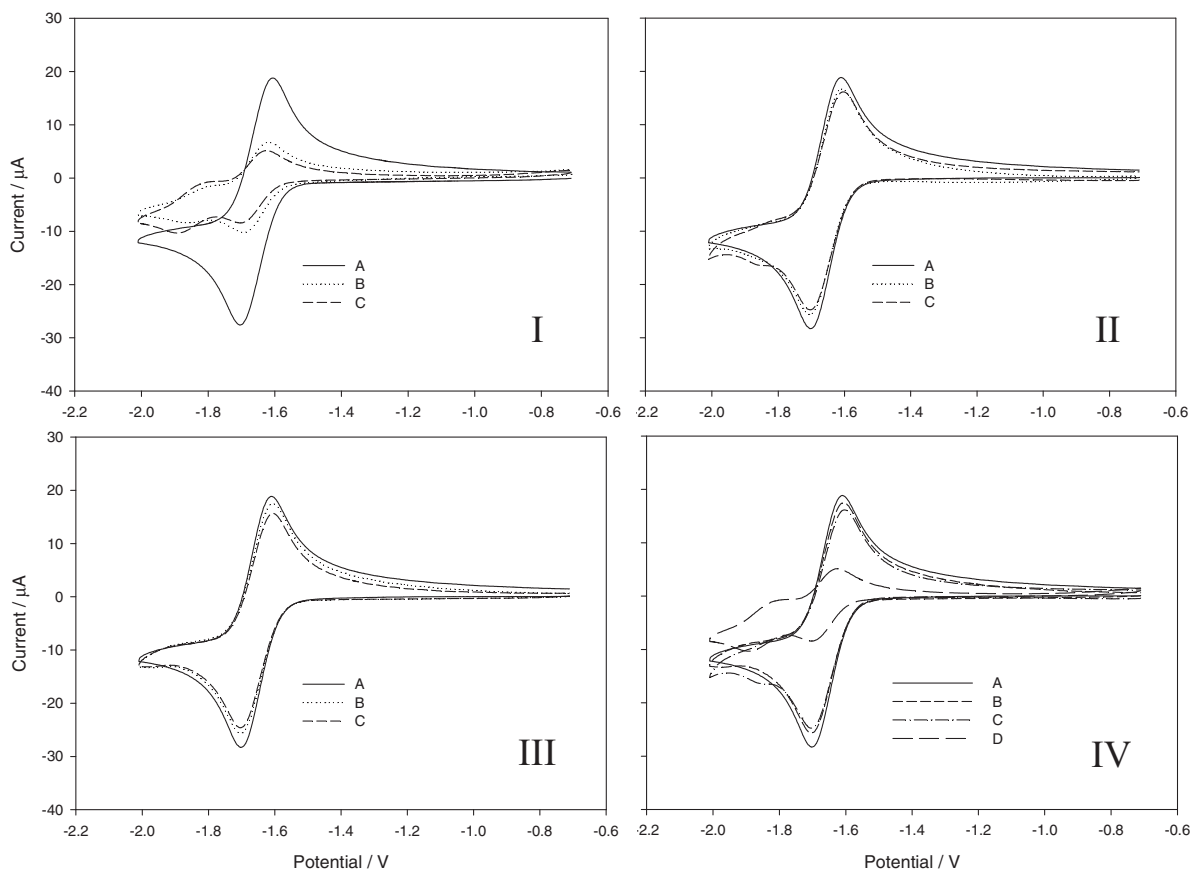 30
20
10
0
-10
-20
-30
-40
Current / µA
A
B
C
I
-2.2 -2.0 -1.8 -1.6 -1.4 -1.2 -1.0 -0.8 -0.6
A
B
C
II
-2.2 -2.0 -1.8 -1.6 -1.4 -1.2 -1.0 -0.8 -0.6
30
20
10
0
-10
-20
-30
-40
Current / µA
A
B
C
III
-2.2 -2.0 -1.8 -1.6 -1.4 -1.2 -1.0 -0.8 -0.6
Potential / V
A
B
C
D
IV
2.2 -2.0 -1.8 -1.6 -1.4 -1.2 -1.0 -0.8 -0.6
Potential / V